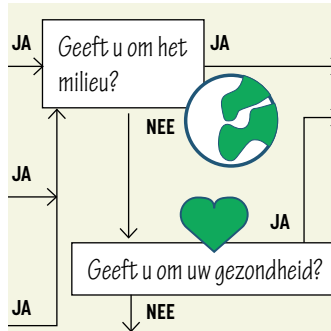 JA
Geeft u om het
milieu?
JA
NEE
JA
JA
Geeft u om uw gezondheid?
JA
NEE